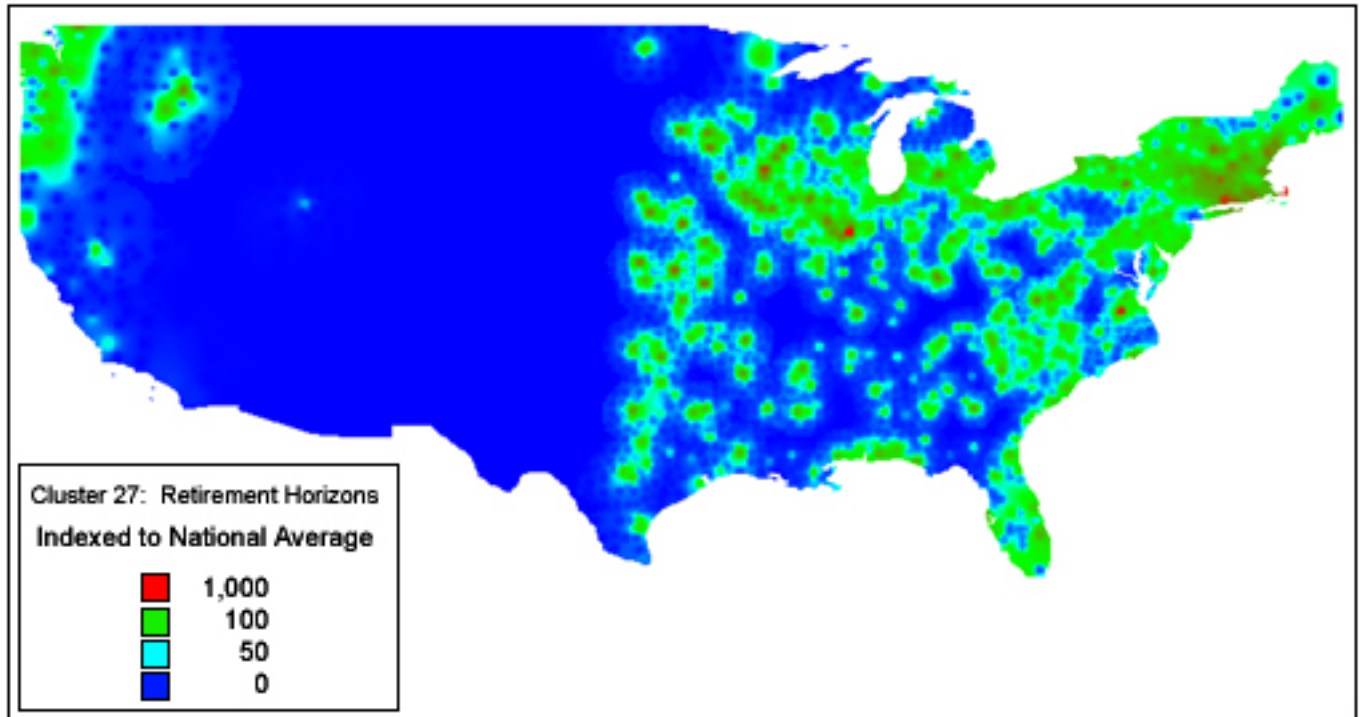 Cluster 27: Retirement Horizons
Indexed to National Average
1,000
100
50
0